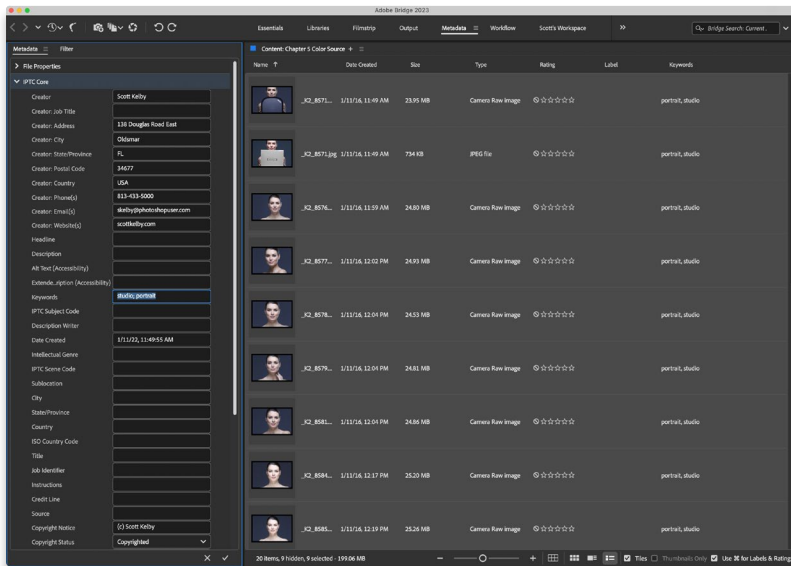 Adobe Bridge 2023
Essentials Libraries Filmstrip Output Metadata Workflow Scott's Workspace >> Bridge Search: Current...
Metadata Filter
File Properties
IPTC Core
Creator Scott Kelby
Creator: Job Title
Creator: Address 138 Douglas Road East
Creator: City Oldsmar
Creator: State/Province FL
Creator: Postal Code 34677
Creator: Country USA
Creator: Phone(s) 813-433-5000
Creator: Email(s) skelby@photoshopuser.com
Creator: Website(s) scottkelby.com
Headline
Description
Alt Text (Accessibility)
Extende...ription (Accessibility)
Keywords studio; portrait
IPTC Subject Code
Description Writer
Date Created 1/11/22, 11:49:55 AM
Intellectual Genre
IPTC Scene Code
Sublocation
City
State/Province
Country
ISO Country Code
Title
Job Identifier
Instructions
Credit Line
Source
Copyright Notice (c) Scott Kelby
Copyright Status Copyrighted
Content: Chapter 5 Color Source +
Name Date Created Size Type Rating Label Keywords
_K2_8571... 1/11/16, 11:49 AM 23.95 MB Camera Raw image portrait, studio
_K2_8571.jpg 1/11/16, 11:49 AM 734 KB JPEG file portrait, studio
_K2_8576... 1/11/16, 11:59 AM 24.80 MB Camera Raw image portrait, studio
_K2_8577... 1/11/16, 12:02 PM 24.93 MB Camera Raw image portrait, studio
_K2_8578... 1/11/16, 12:04 PM 24.53 MB Camera Raw image portrait, studio
_K2_8579... 1/11/16, 12:04 PM 24.81 MB Camera Raw image portrait, studio
_K2_8581... 1/11/16, 12:04 PM 24.86 MB Camera Raw image portrait, studio
_K2_8584... 1/11/16, 12:17 PM 25.20 MB Camera Raw image portrait, studio
_K2_8585... 1/11/16, 12:19 PM 25.26 MB Camera Raw image portrait, studio
20 items, 9 hidden, 9 selected - 199.06 MB Tiles Thumbnails Only Use ⌘ for Labels & Rating